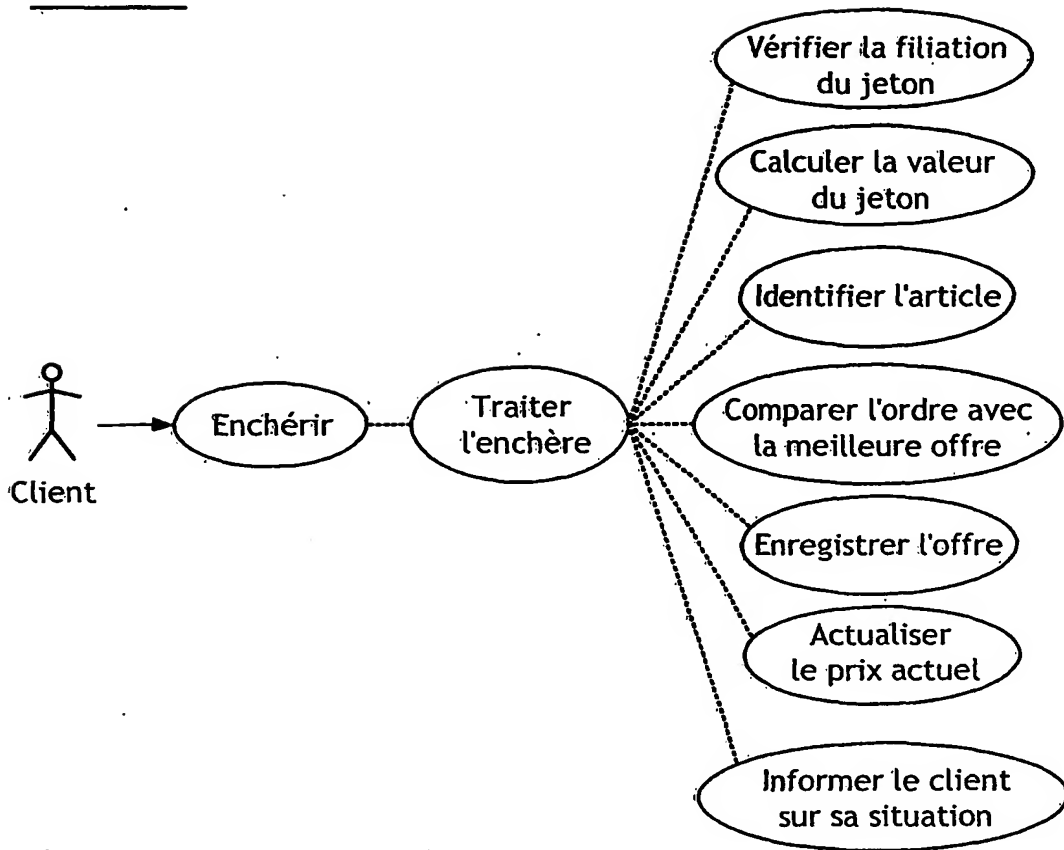 Vérifier la filiation
du jeton
Calculer la valeur
du jeton
Identifier l'article
Client
Enchérir
Traiter
l'enchère
Comparer l'ordre avec
la meilleure offre
Enregistrer l'offre
Actualiser
le prix actuel
Informer le client
sur sa situation